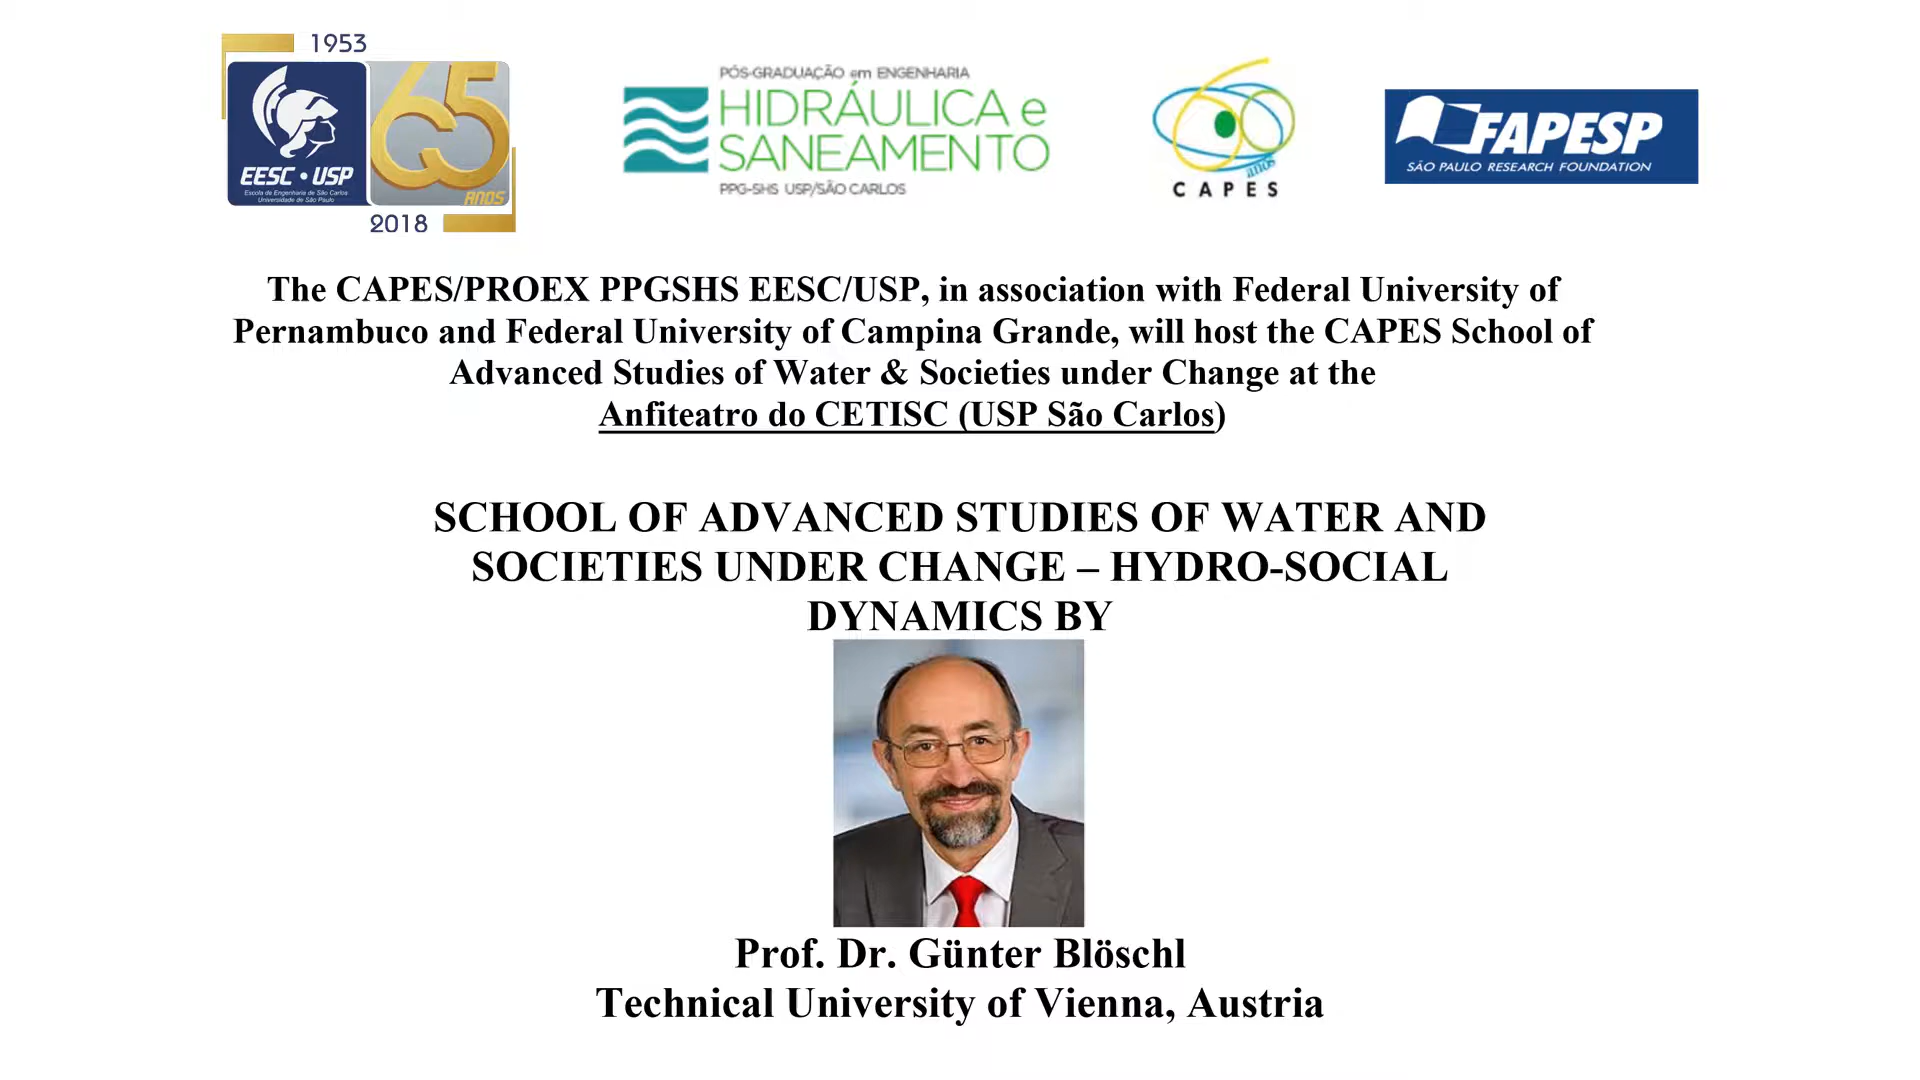 1953
EESC • USP
Escola de Engenharia de São Carlos
Universidade de São Paulo
65
ANOS
2018
PÓS-GRADUAÇÃO em ENGENHARIA
HIDRÁULICA e
SANEAMENTO
PPG-SHS USP/SÃO CARLOS
60
anos
CAPES
FAPESP
SÃO PAULO RESEARCH FOUNDATION
The CAPES/PROEX PPGSHS EESC/USP, in association with Federal University of
Pernambuco and Federal University of Campina Grande, will host the CAPES School of
Advanced Studies of Water & Societies under Change at the
Anfiteatro do CETISC (USP São Carlos)
SCHOOL OF ADVANCED STUDIES OF WATER AND
SOCIETIES UNDER CHANGE – HYDRO-SOCIAL
DYNAMICS BY
Prof. Dr. Günter Blöschl
Technical University of Vienna, Austria